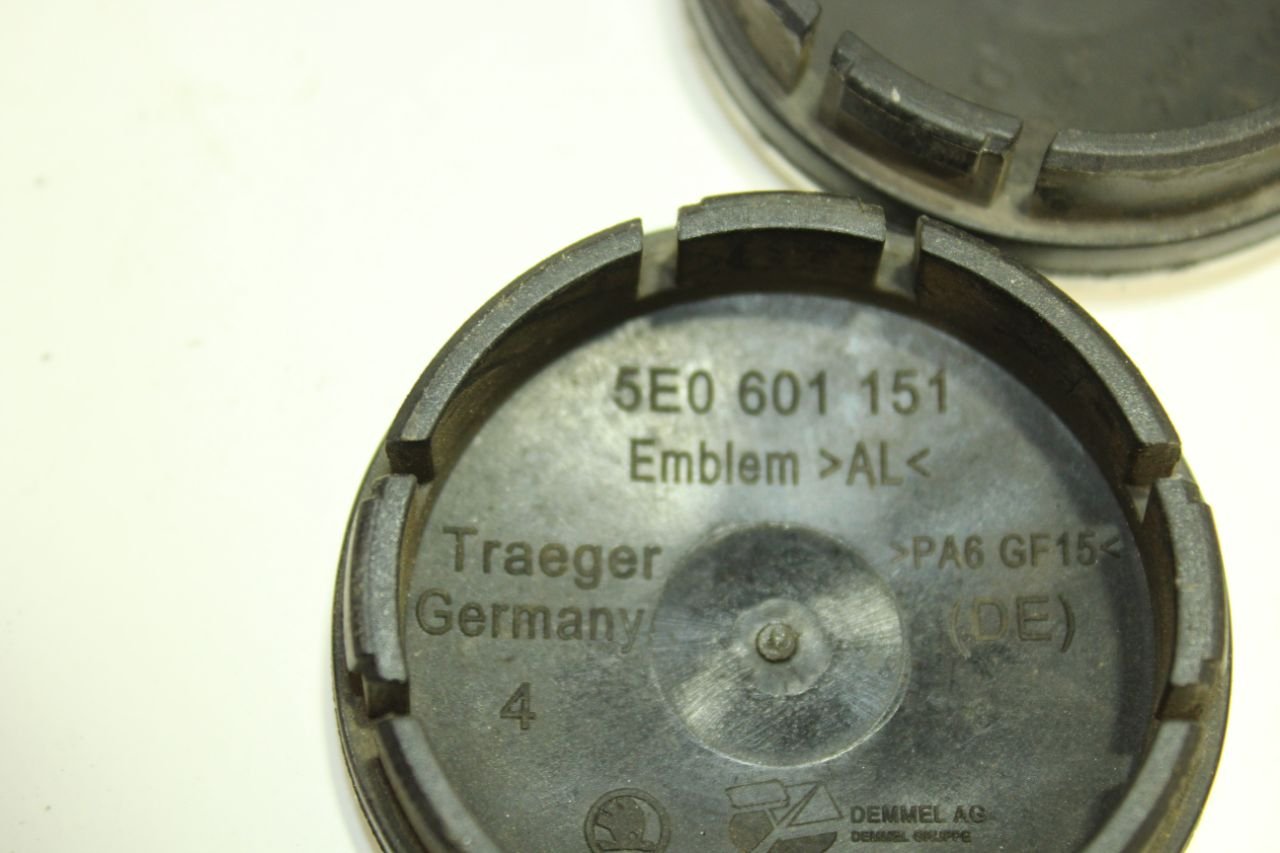 5E0 601 151
Emblem >AL<
Traeger
Germany
>PA6 GF15<
(DE)
4
DEMMEL AG
DEMMEL GRUPPE